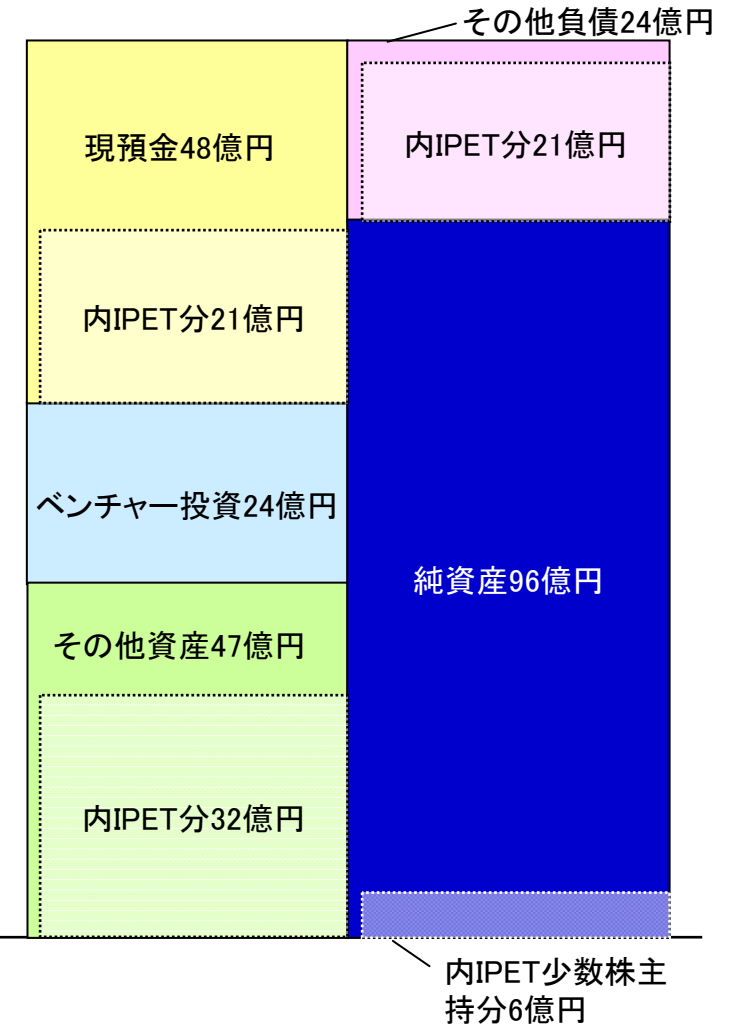 その他負債24億円
現預金48億円
内IPET分21億円
内IPET分21億円
ベンチャー投資24億円
純資産96億円
その他資産47億円
内IPET分32億円
内IPET少数株主
持分6億円